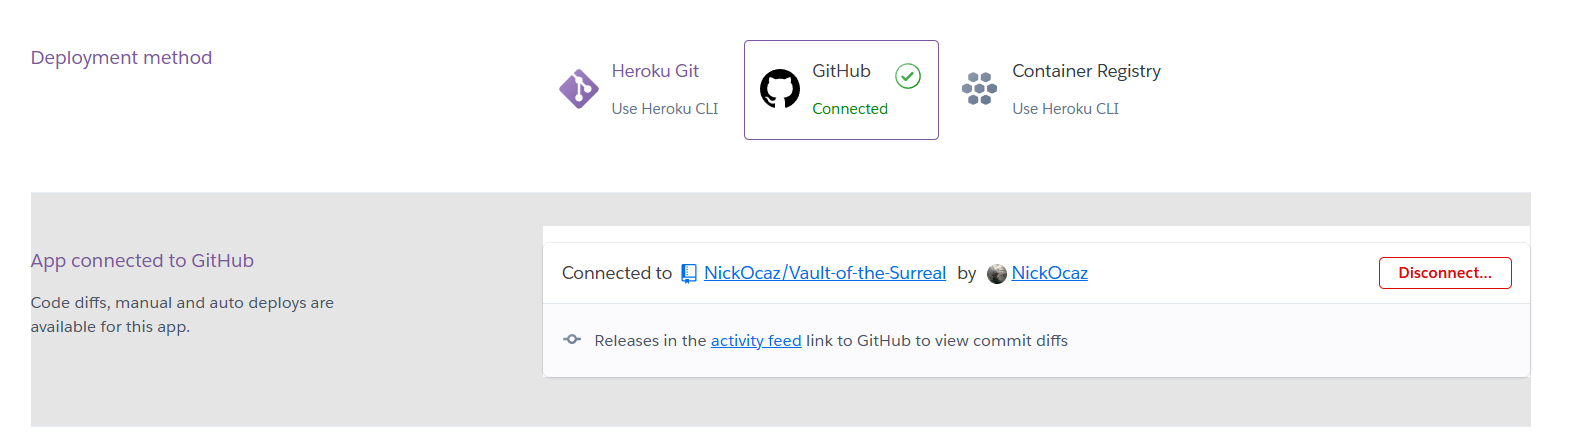 Deployment method
Heroku Git
Use Heroku CLI
GitHub
Connected
Container Registry
Use Heroku CLI
App connected to GitHub
Code diffs, manual and auto deploys are
available for this app.
Connected to NickOcaz/Vault-of-the-Surreal by NickOcaz
Disconnect...
Releases in the activity feed link to GitHub to view commit diffs